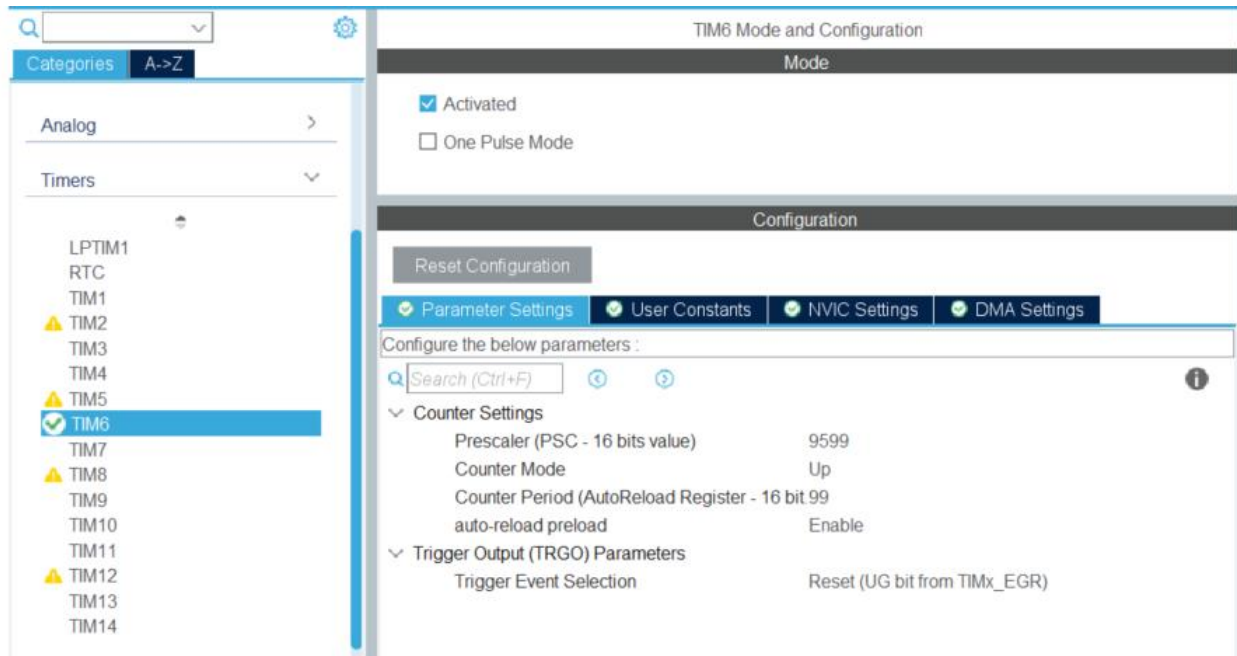 Categories
A->Z
Analog
Timers
LPTIM1
RTC
TIM1
TIM2
TIM3
TIM4
TIM5
TIM6
TIM7
TIM8
TIM9
TIM10
TIM11
TIM12
TIM13
TIM14
TIM6 Mode and Configuration
Mode
Activated
One Pulse Mode
Configuration
Reset Configuration
Parameter Settings
User Constants
NVIC Settings
DMA Settings
Configure the below parameters :
Search (Ctrl+F)
Counter Settings
Prescaler (PSC - 16 bits value) 9599
Counter Mode Up
Counter Period (AutoReload Register - 16 bit 99
auto-reload preload Enable
Trigger Output (TRGO) Parameters
Trigger Event Selection Reset (UG bit from TIMx_EGR)